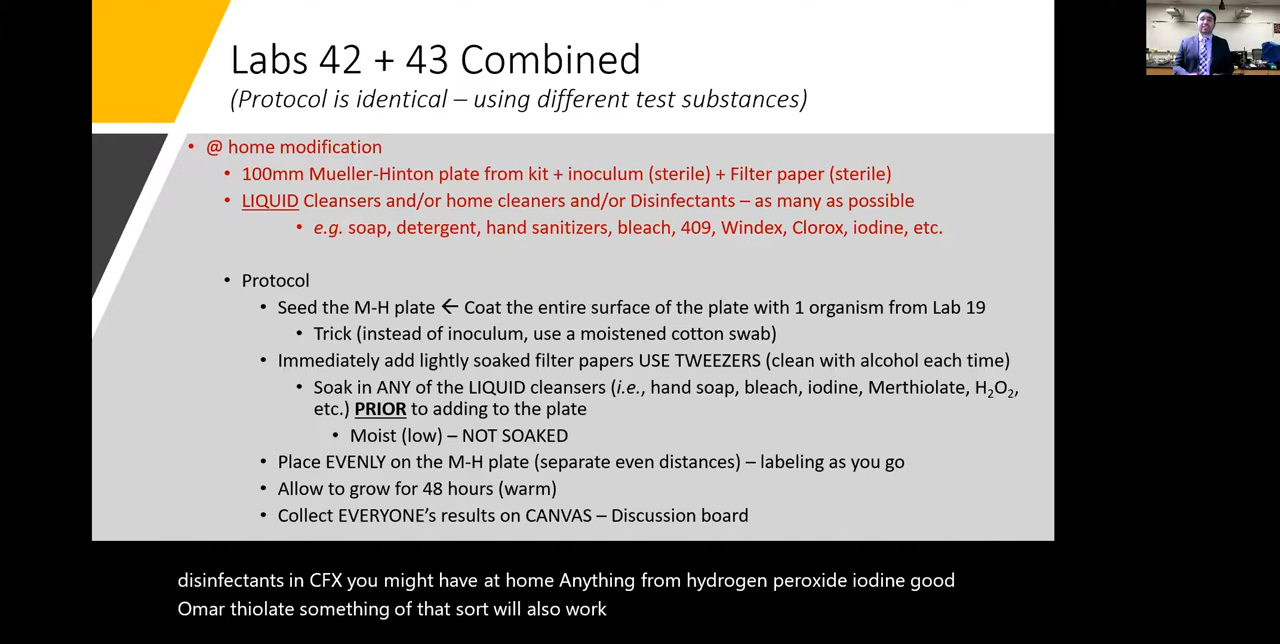 Labs 42 + 43 Combined
(Protocol is identical – using different test substances)
• @ home modification
• 100mm Mueller-Hinton plate from kit + inoculum (sterile) + Filter paper (sterile)
• LIQUID Cleansers and/or home cleaners and/or Disinfectants – as many as possible
• e.g. soap, detergent, hand sanitizers, bleach, 409, Windex, Clorox, iodine, etc.
• Protocol
• Seed the M-H plate ← Coat the entire surface of the plate with 1 organism from Lab 19
• Trick (instead of inoculum, use a moistened cotton swab)
• Immediately add lightly soaked filter papers USE TWEEZERS (clean with alcohol each time)
• Soak in ANY of the LIQUID cleansers (i.e., hand soap, bleach, iodine, Merthiolate, H₂O₂,
etc.) PRIOR to adding to the plate
• Moist (low) – NOT SOAKED
• Place EVENLY on the M-H plate (separate even distances) – labeling as you go
• Allow to grow for 48 hours (warm)
• Collect EVERYONE's results on CANVAS – Discussion board
disinfectants in CFX you might have at home Anything from hydrogen peroxide iodine good
Omar thiolate something of that sort will also work